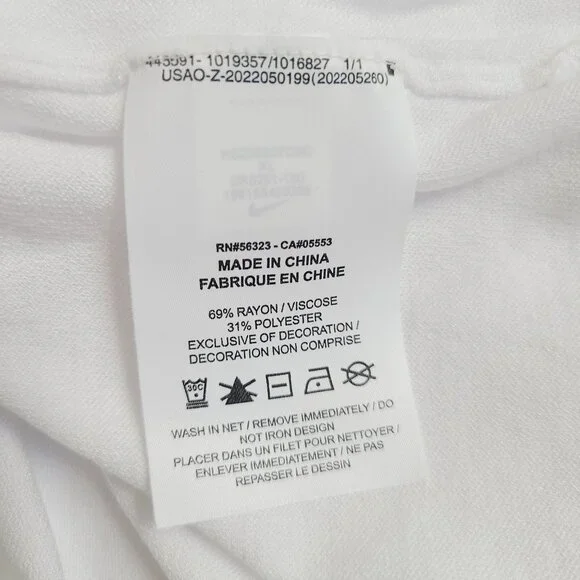 1019357/1016827 1/1
USAO-Z-2022050199(202205260)
RN#56323 - CA#05553
MADE IN CHINA
FABRIQUE EN CHINE
69% RAYON / VISCOSE
31% POLYESTER
EXCLUSIVE OF DECORATION /
DECORATION NON COMPRISE
30C
WASH IN NET / REMOVE IMMEDIATELY / DO
NOT IRON DESIGN
PLACER DANS UN FILET POUR NETTOYER /
ENLEVER IMMEDIATEMENT / NE PAS
REPASSER LE DESSIN